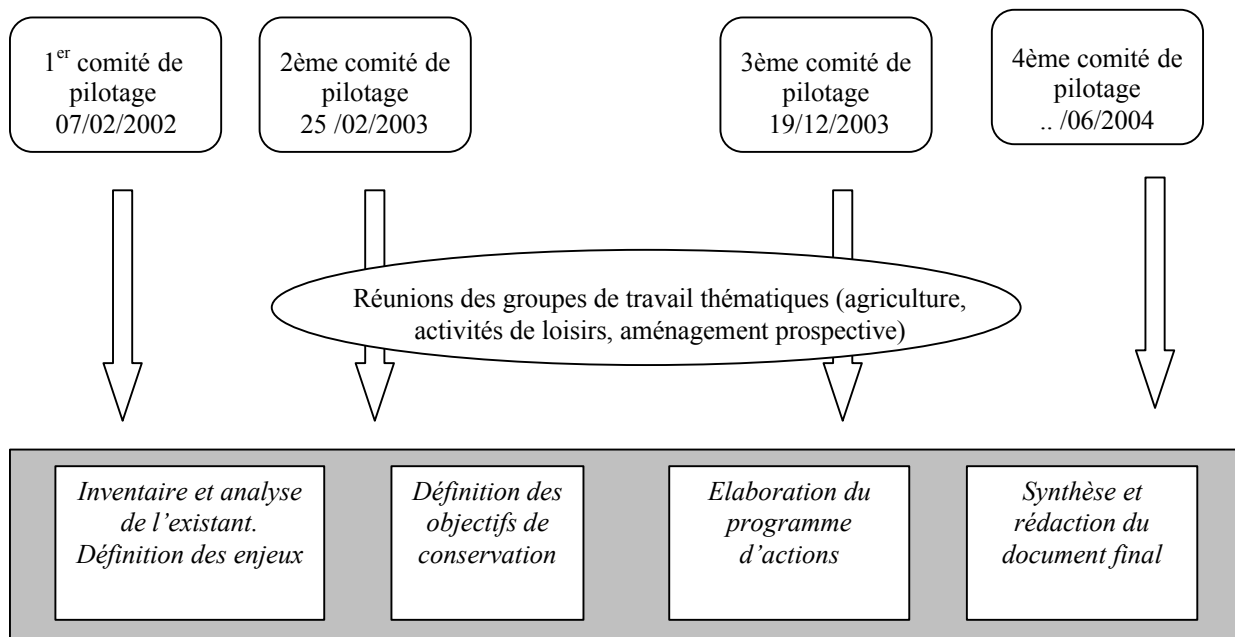 1er comité de
pilotage
07/02/2002
2ème comité de
pilotage
25 /02/2003
3ème comité de
pilotage
19/12/2003
4ème comité de
pilotage
.. /06/2004
Réunions des groupes de travail thématiques (agriculture,
activités de loisirs, aménagement prospective)
Inventaire et analyse
de l’existant.
Définition des enjeux
Définition des
objectifs de
conservation
Elaboration du
programme
d’actions
Synthèse et
rédaction du
document final